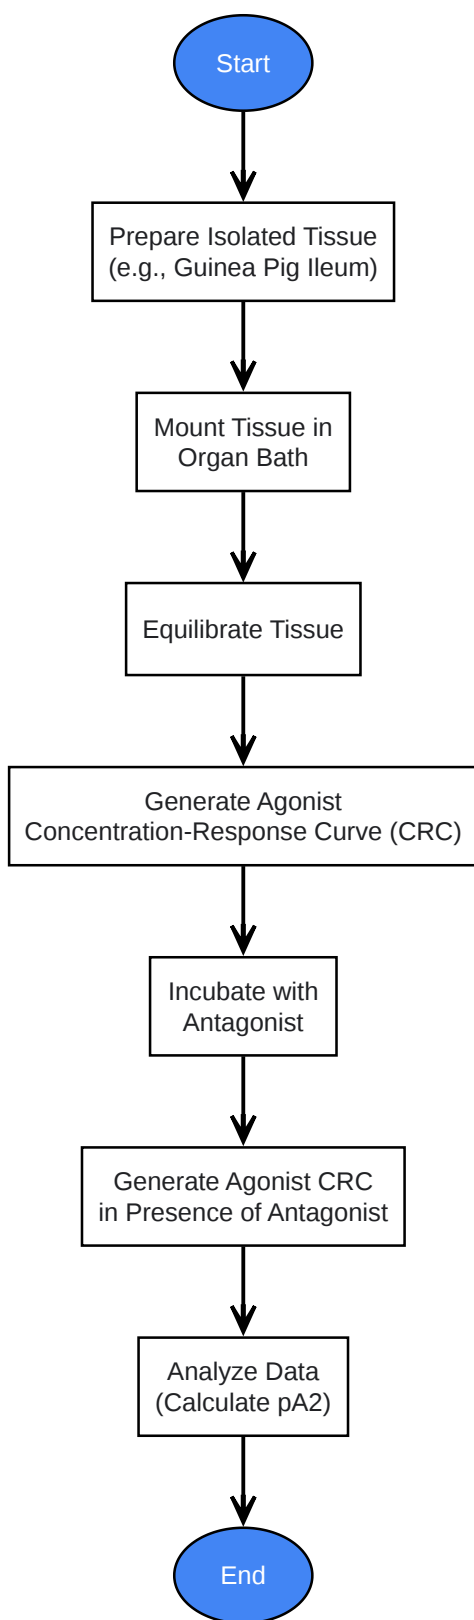 Start
Prepare Isolated Tissue
(e.g., Guinea Pig Ileum)
Mount Tissue in
Organ Bath
Equilibrate Tissue
Generate Agonist
Concentration-Response Curve (CRC)
Incubate with
Antagonist
Generate Agonist CRC
in Presence of Antagonist
Analyze Data
(Calculate pA2)
End